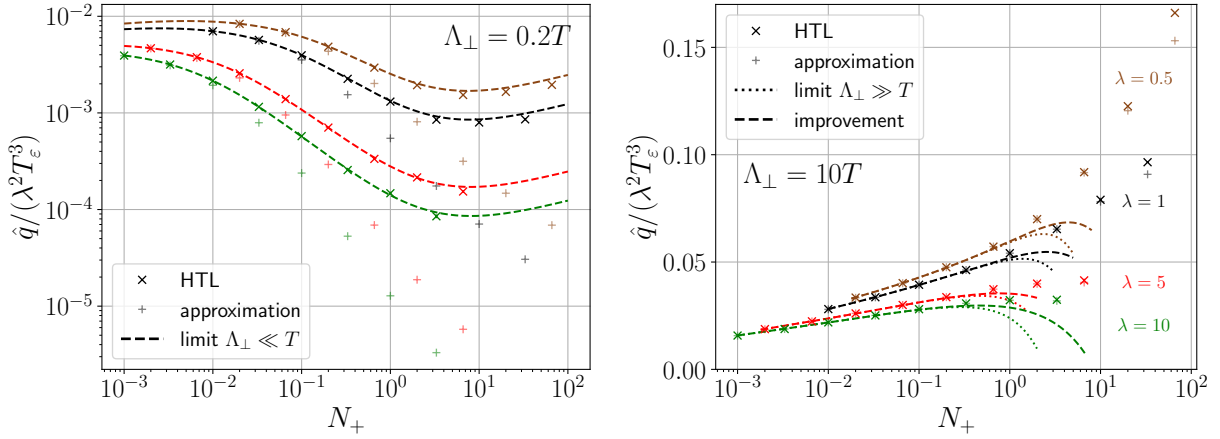 10⁻²
10⁻³
10⁻⁴
10⁻⁵
q̂/(λ²T_ε³)
Λ⊥ = 0.2T
HTL
approximation
limit Λ⊥ ≪ T
10⁻³ 10⁻² 10⁻¹ 10⁰ 10¹ 10²
N₊
0.15
0.10
0.05
0.00
q̂/(λ²T_ε³)
HTL
approximation
limit Λ⊥ ≫ T
improvement
Λ⊥ = 10T
λ = 0.5
λ = 1
λ = 5
λ = 10
10⁻³ 10⁻² 10⁻¹ 10⁰ 10¹ 10²
N₊